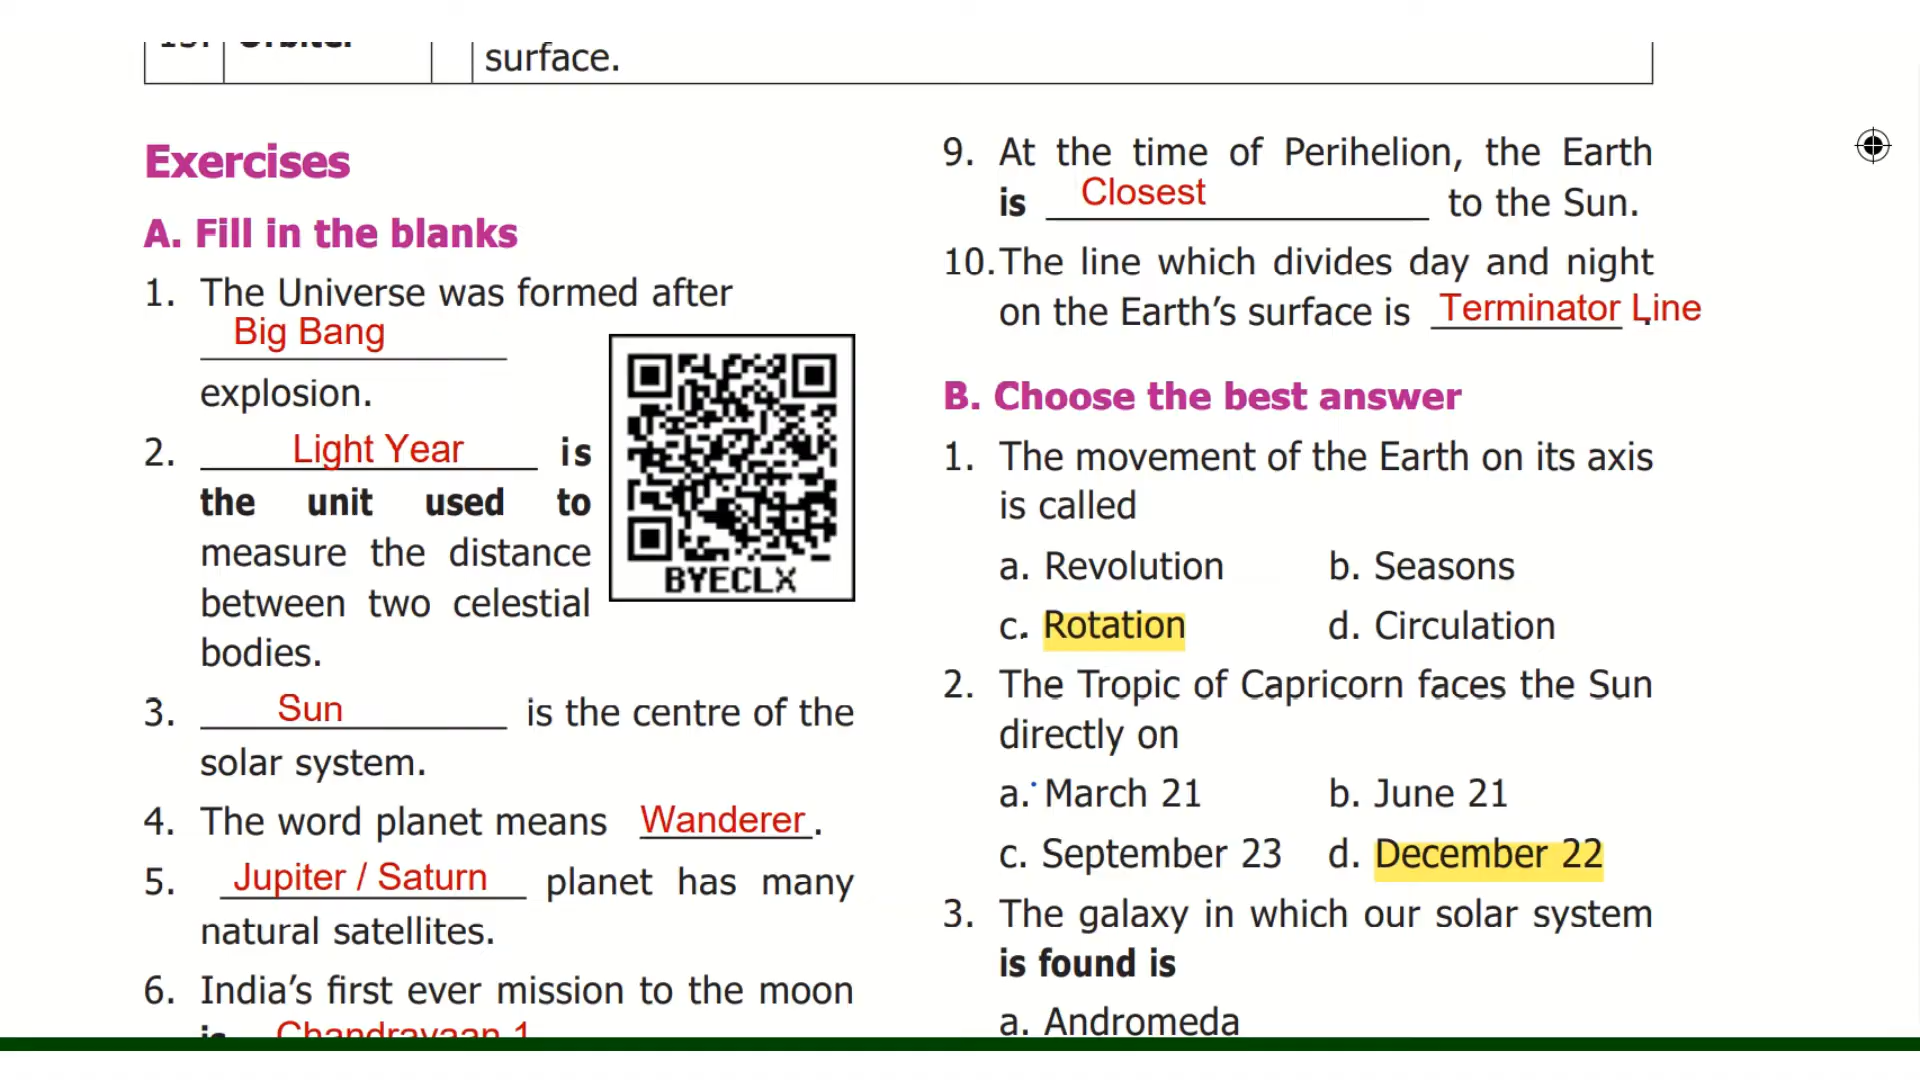 surface.
Exercises
A. Fill in the blanks
1. The Universe was formed after
Big Bang
explosion.
2. Light Year is
the unit used to
measure the distance
between two celestial
bodies.
BYECLX
3. Sun is the centre of the
solar system.
4. The word planet means Wanderer.
5. Jupiter / Saturn planet has many
natural satellites.
6. India’s first ever mission to the moon
is Chandrayaan 1
9. At the time of Perihelion, the Earth
is Closest to the Sun.
10. The line which divides day and night
on the Earth’s surface is Terminator Line.
B. Choose the best answer
1. The movement of the Earth on its axis
is called
a. Revolution b. Seasons
c. Rotation d. Circulation
2. The Tropic of Capricorn faces the Sun
directly on
a. March 21 b. June 21
c. September 23 d. December 22
3. The galaxy in which our solar system
is found is
a. Andromeda